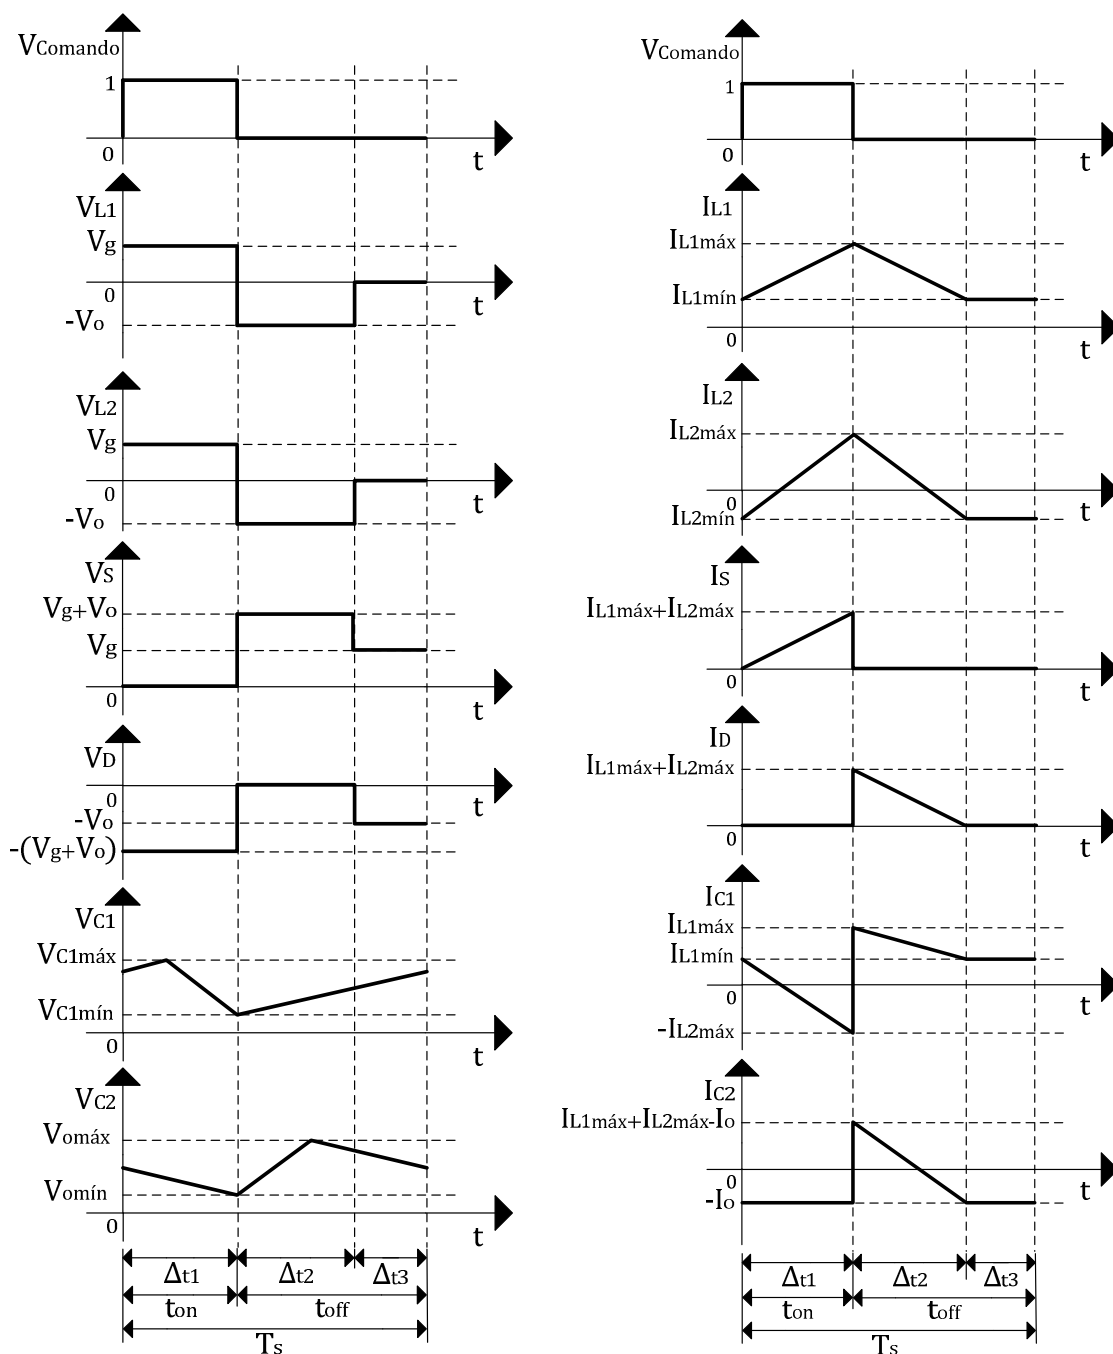 VComando
1
0
t
VL1
Vg
0
-Vo
VL2
Vg
0
-Vo
VS
Vg+Vo
Vg
0
t
VD
0
-Vo
-(Vg+Vo)
t
VC1
VC1máx
VC1mín
0
t
VC2
Vomáx
Vomín
0
t
Δt1 Δt2 Δt3
ton toff
Ts
VComando
1
0
t
IL1
IL1máx
IL1mín
0
t
IL2
IL2máx
0
IL2mín
IS
IL1máx+IL2máx
0
t
ID
IL1máx+IL2máx
0
t
IC1
IL1máx
IL1mín
0
-IL2máx
t
IC2
IL1máx+IL2máx-Io
0
-Io
t
Δt1 Δt2 Δt3
ton toff
Ts